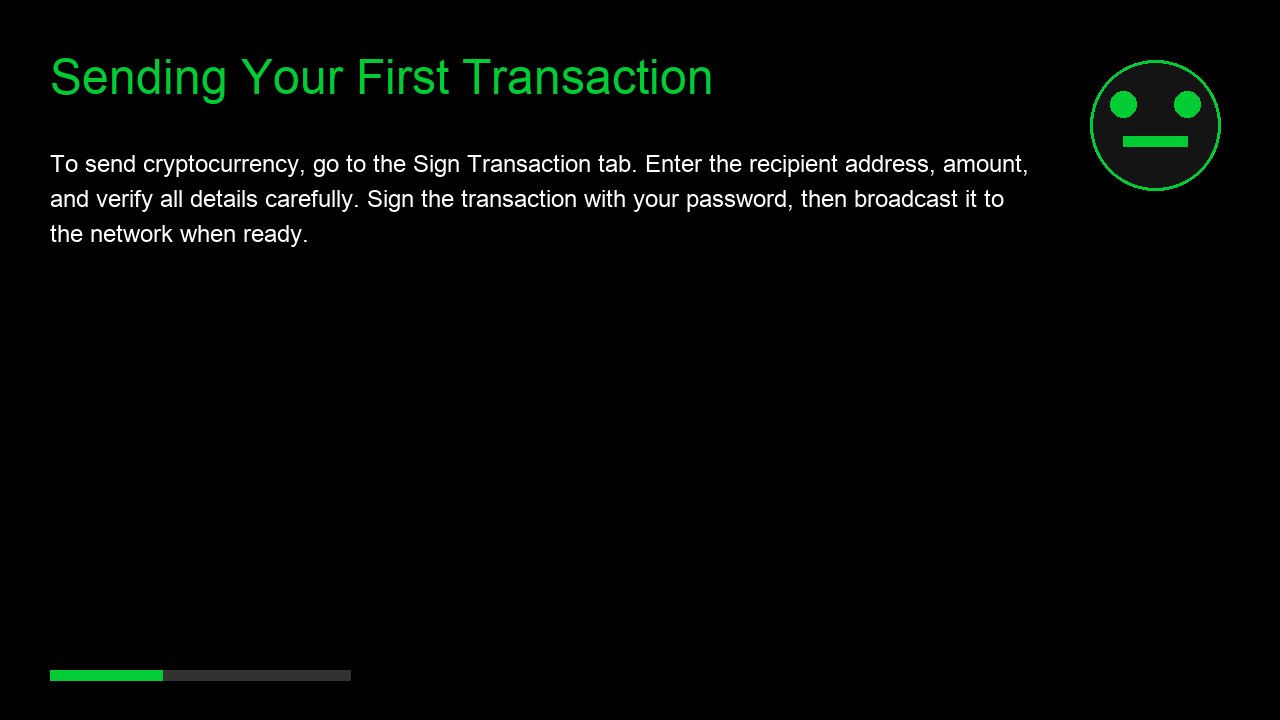 Sending Your First Transaction
To send cryptocurrency, go to the Sign Transaction tab. Enter the recipient address, amount,
and verify all details carefully. Sign the transaction with your password, then broadcast it to
the network when ready.